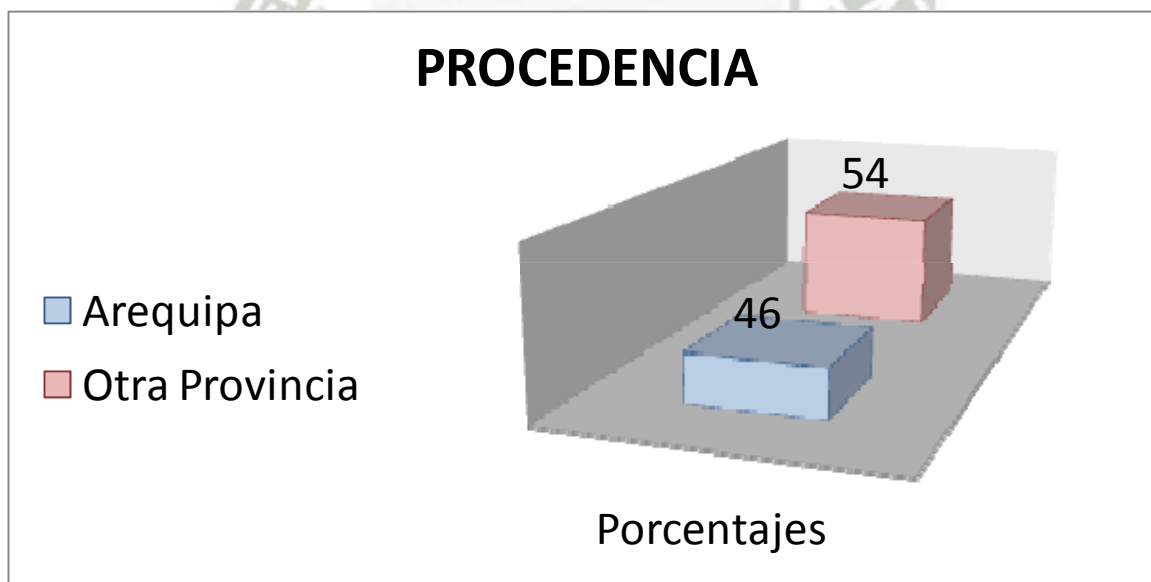 PROCEDENCIA
54
46
Arequipa
Otra Provincia
Porcentajes